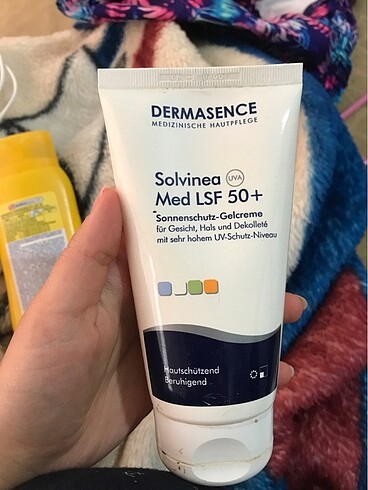 DERMASENCE
MEDIZINISCHE HAUTPFLEGE
Solvinea UVA
Med LSF 50+
Sonnenschutz-Gelcreme
für Gesicht, Hals und Dekolleté
mit sehr hohem UV-Schutz-Niveau
Hautschützend
Beruhigend